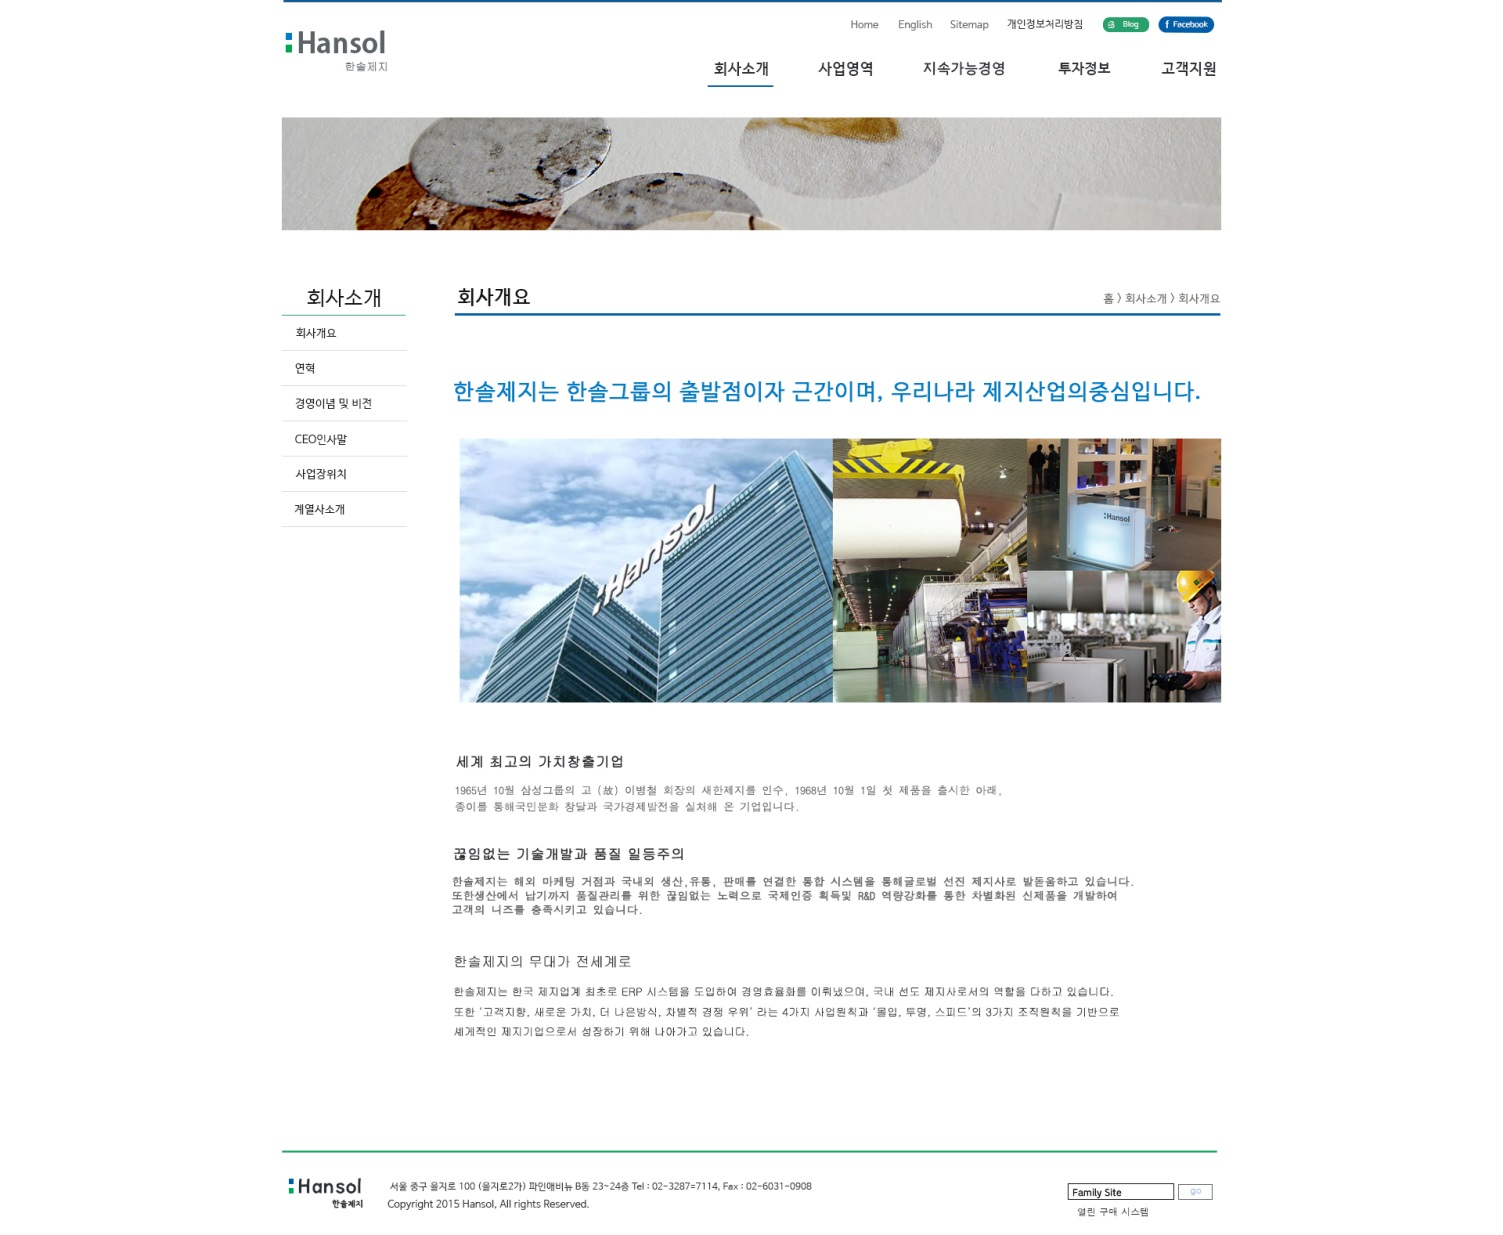 Home English Sitemap 개인정보처리방침 Blog Facebook
Hansol
한솔제지
회사소개 사업영역 지속가능경영 투자정보 고객지원
회사소개
회사개요
연혁
경영이념 및 비전
CEO인사말
사업장위치
계열사소개
회사개요
홈 > 회사소개 > 회사개요
한솔제지는 한솔그룹의 출발점이자 근간이며, 우리나라 제지산업의중심입니다.
Hansol
Hansol
세계 최고의 가치창출기업
1965년 10월 삼성그룹의 고 (故) 이병철 회장의 새한제지를 인수, 1968년 10월 1일 첫 제품을 출시한 아래,
종이를 통해국민문화 창달과 국가경제밤전을 실처해 온 기업입니다.
끊임없는 기술개발과 품질 일등주의
한솔제지는 해외 마케팅 거점과 국내외 생산,유통, 판매를 연결한 통합 시스템을 통해글로벌 선진 제지사로 발돋움하고 있습니다.
또한생산에서 납기까지 품질관리를 위한 끊임없는 노력으로 국제인증 획득및 R&D 역량강화를 통한 차별화된 신제품을 개발하여
고객의 니즈를 충족시키고 있습니다.
한솔제지의 무대가 전세계로
한솔제지는 한국 제지업계 최초로 ERP 시스템을 도입하여 경영효율화를 이뤄냈으며, 국내 선도 제지사로서의 역할을 다하고 있습니다.
또한 ‘고객지향, 새로운 가치, 더 나은방식, 차별적 경쟁 우위’ 라는 4가지 사업원칙과 ‘몰입, 투명, 스피드’의 3가지 조직원칙을 기반으로
세게적인 제지기업으로서 성장하기 위해 나아가고 있습니다.
Hansol
한솔제지
서울 중구 을지로 100 (을지로2가) 파인애비뉴 B동 23~24층 Tel : 02-3287=7114, Fax : 02-6031-0908
Copyright 2015 Hansol, All rights Reserved.
Family Site go
열린 구매 시스템